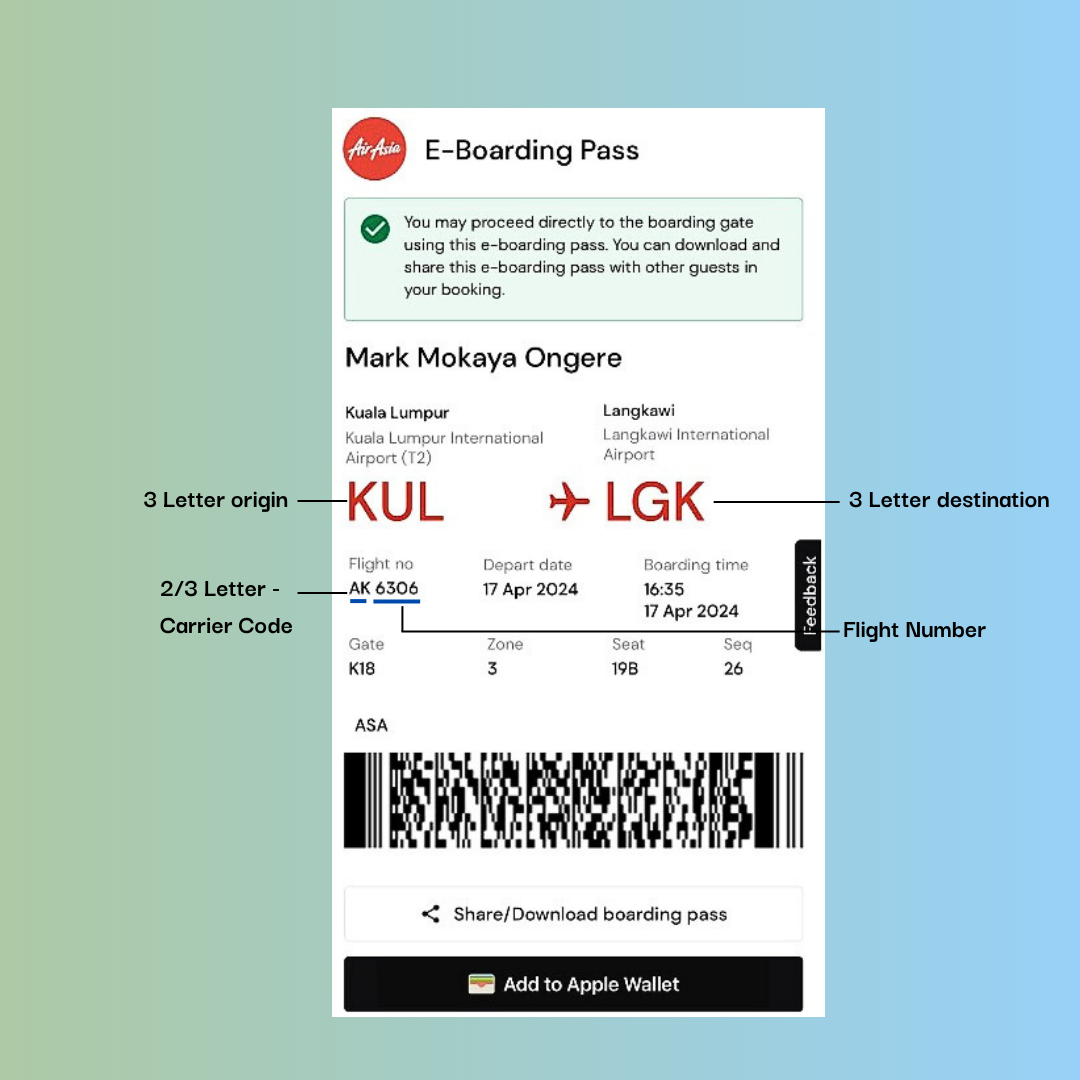 AirAsia
E-Boarding Pass
You may proceed directly to the boarding gate
using this e-boarding pass. You can download and
share this e-boarding pass with other guests in
your booking.
Mark Mokaya Ongere
Kuala Lumpur
Kuala Lumpur International
Airport (T2)
Langkawi
Langkawi International
Airport
3 Letter origin
KUL
LGK
3 Letter destination
Flight no
Depart date
Boarding time
2/3 Letter -
Carrier Code
AK 6306
17 Apr 2024
16:35
17 Apr 2024
Feedback
Flight Number
Gate
Zone
Seat
Seq
K18
3
19B
26
ASA
Share/Download boarding pass
Add to Apple Wallet